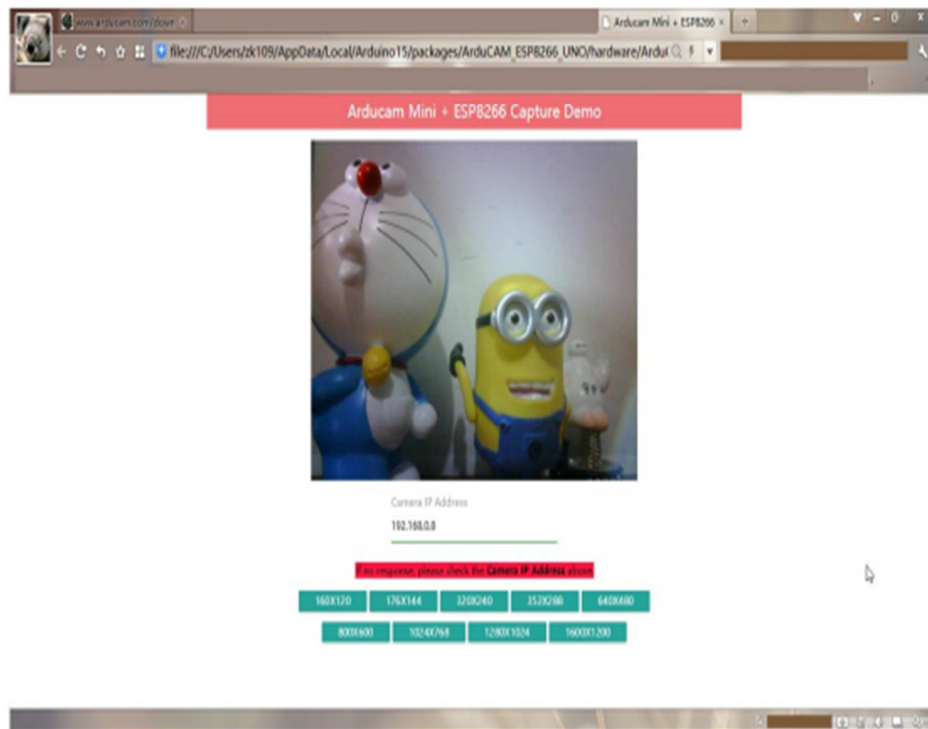 www.arducam.com/down
Arducam Mini + ESP8266
file:///C:/Users/zk109/AppData/Local/Arduino15/packages/ArduCAM_ESP8266_UNO/hardware/Ardu
Arducam Mini + ESP8266 Capture Demo
Camera IP Address
192.168.0.8
If no response, please check the Camera IP Address above
160X120 176X144 320X240 352X288 640X480
800X600 1024X768 1280X1024 1600X1200